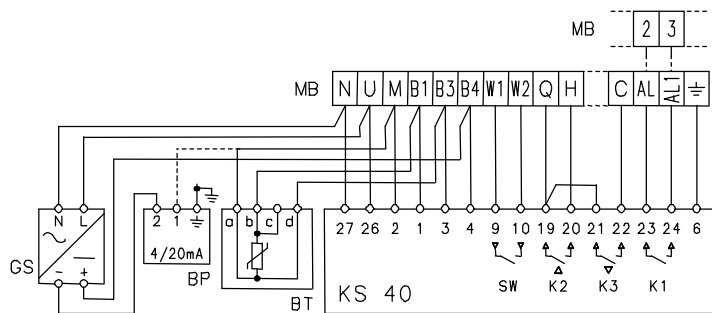 MB 2 3
MB N U M B1 B3 B4 W1 W2 Q H C AL AL1
N L 2 1 a b c d 27 26 2 1 3 4 9 10 19 20 21 22 23 24 6
GS - + 4/20mA BP BT KS 40 SW K2 K3 K1